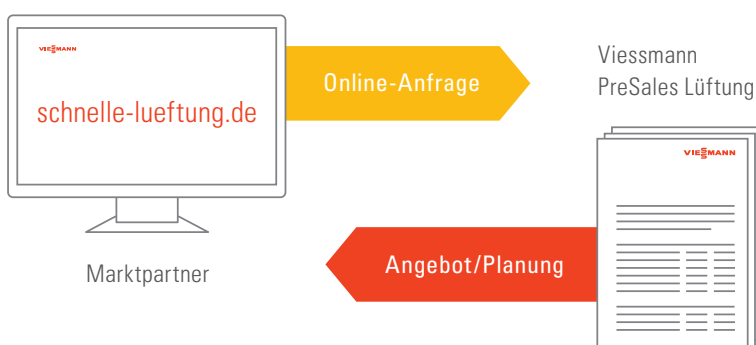 VIESMANN
schnelle-lueftung.de
Online-Anfrage
Viessmann
PreSales Lüftung
VIESMANN
Angebot/Planung
Marktpartner